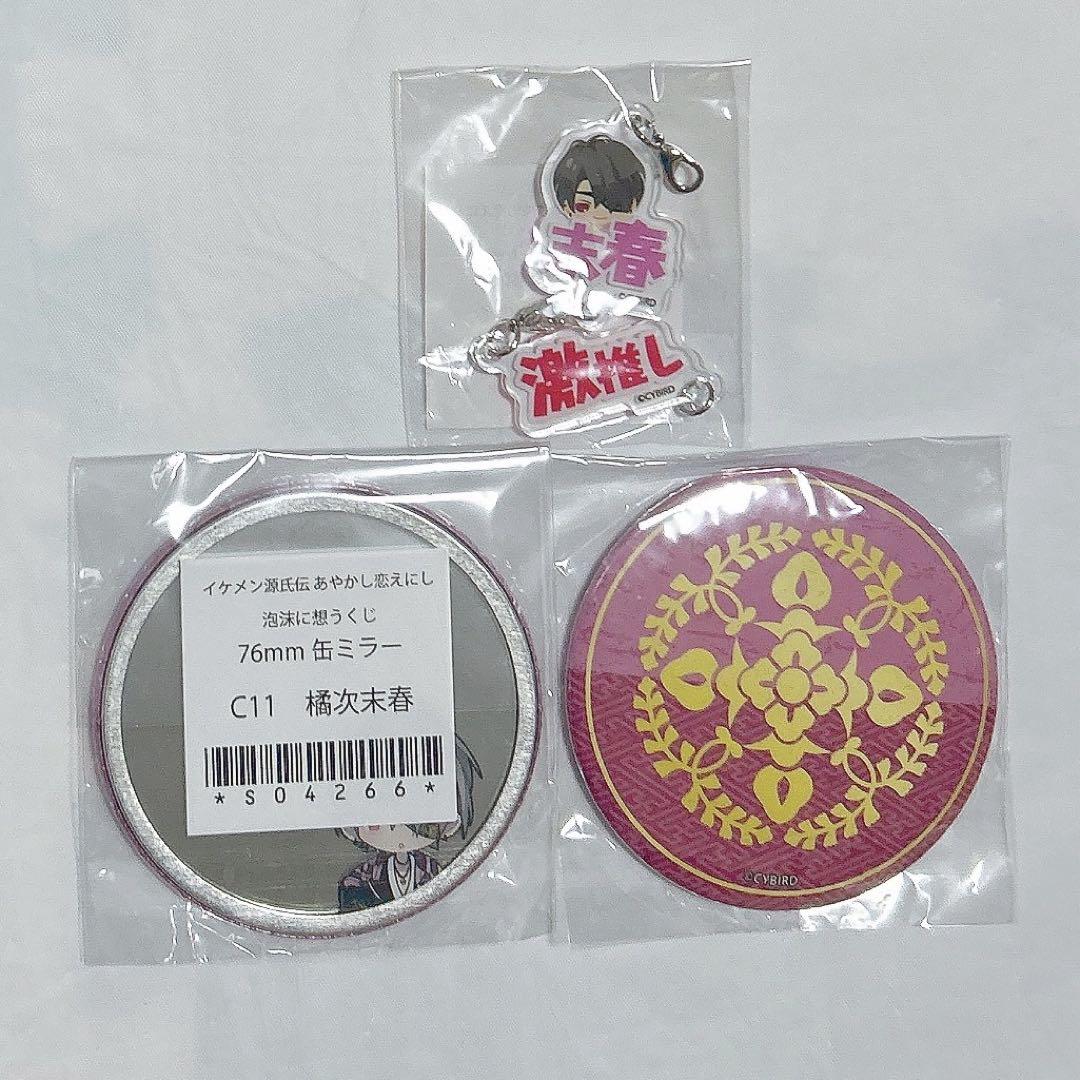 末春
©CYBIRD
激推し
©CYBIRD
イケメン源氏伝 あやかし恋えにし
泡沫に想うくじ
76mm 缶ミラー
C11 橘次末春
*S04266*
©CYBIRD